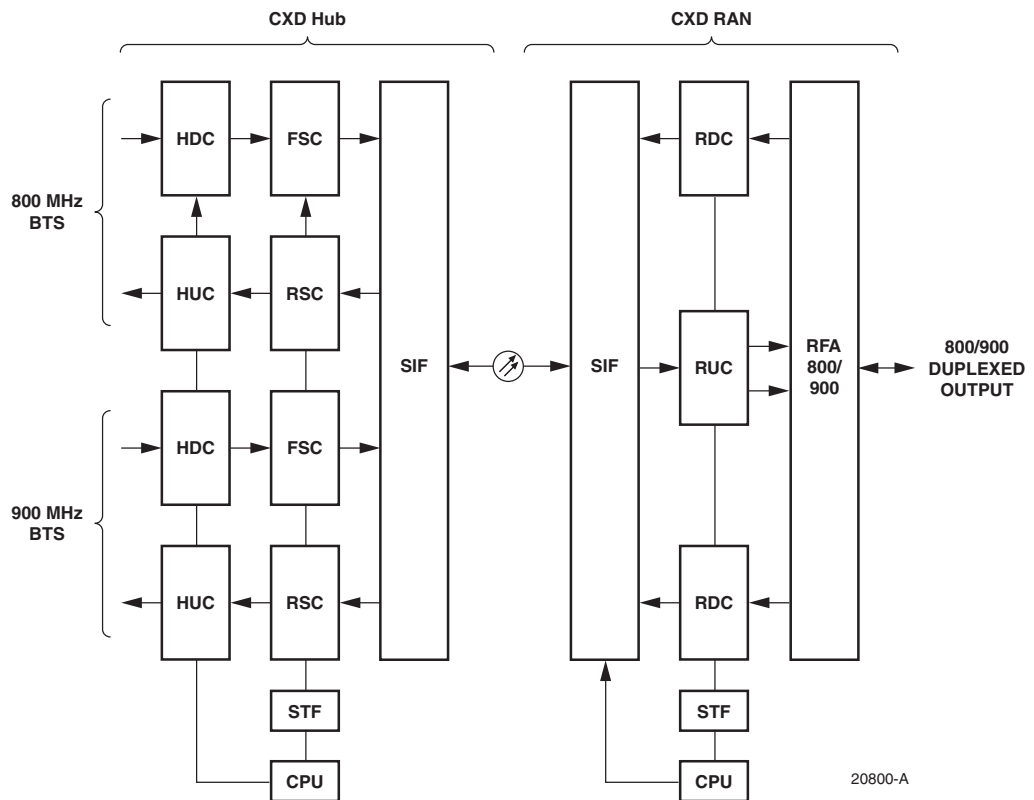 CXD Hub
CXD RAN
800 MHz
BTS
HDC
FSC
HUC
RSC
900 MHz
BTS
HDC
FSC
HUC
RSC
STF
CPU
SIF
SIF
RDC
RUC
RDC
STF
CPU
RFA
800/
900
800/900
DUPLEXED
OUTPUT
20800-A